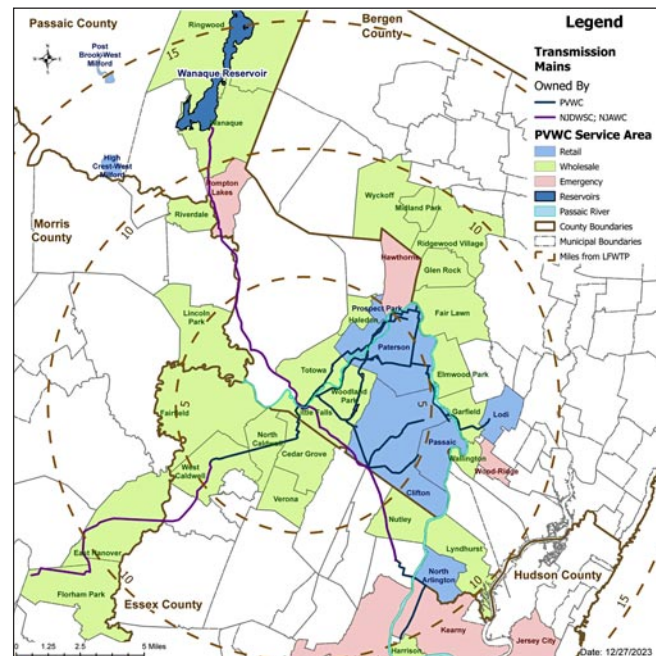 Passaic County
Ringwood
Bergen
County
Legend
Post
Brook-West
Milford
15
Wanaque Reservoir
Transmission
Mains
Owned By
PVWC
NJDWSC; NJAWC
PVWC Service Area
Retail
Wholesale
Emergency
Reservoirs
Passaic River
County Boundaries
Municipal Boundaries
Miles from LFWTP
Wanaque
High
Crest-West
Milford
Pompton
Lakes
Riverdale
Morris
County
10
Wyckoff
Midland Park
10
Ridgewood Village
Hawthorne
Glen Rock
Lincoln
Park
Prospect Park
Haledon
Fair Lawn
Paterson
Totowa
Elmwood Park
Woodland
Park
5
Fairfield
Little Falls
5
Garfield
Lodi
North
Caldwell
Passaic
Wallington
West
Caldwell
Cedar Grove
Wood-Ridge
Verona
Clifton
Nutley
East Hanover
Lyndhurst
North
Arlington
Hudson County
10
10
Florham Park
Essex County
15
Kearny
Jersey City
Harrison
0 1.25 2.5 5 Miles
Date: 12/27/2023